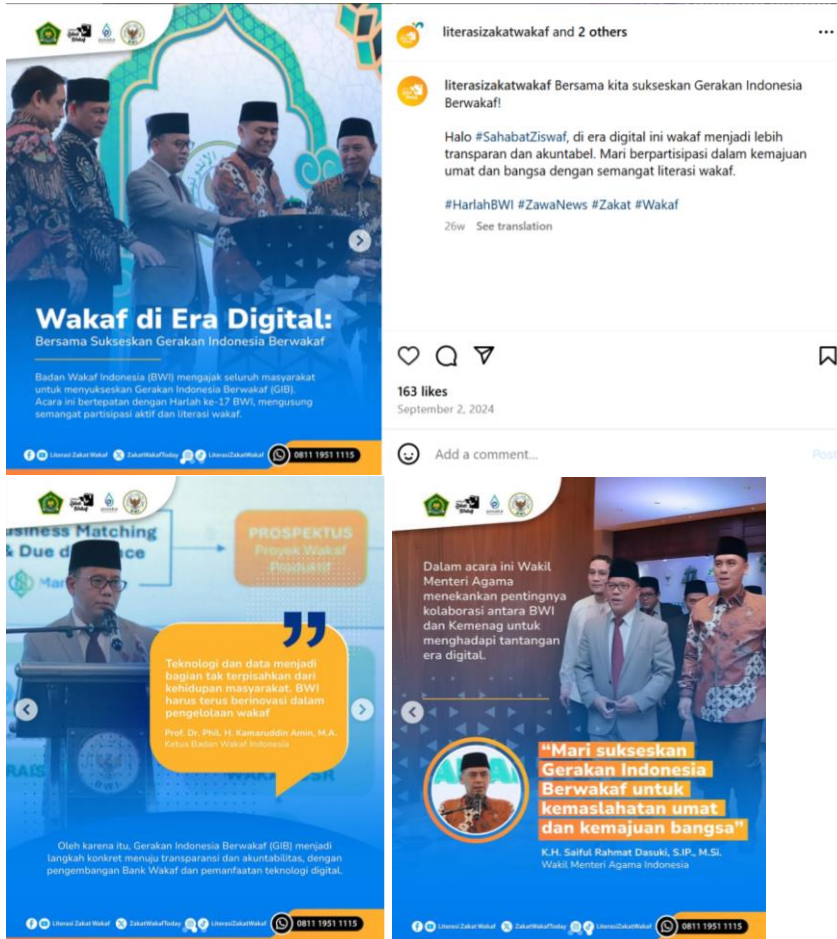 Wakaf di Era Digital:
Bersama Sukseskan Gerakan Indonesia Berwakaf
Badan Wakaf Indonesia (BWI) mengajak seluruh masyarakat
untuk menyukseskan Gerakan Indonesia Berwakaf (GIB).
Acara ini bertepatan dengan Harlah ke-17 BWI, mengusung
semangat partisipasi aktif dan literasi wakaf.
Literasi Zakat Wakaf ZakatWakafToday LiterasiZakatWakaf 0811 1951 1115
literasizakatwakaf and 2 others
literasizakatwakaf Bersama kita sukseskan Gerakan Indonesia
Berwakaf!
Halo #SahabatZiswaf, di era digital ini wakaf menjadi lebih
transparan dan akuntabel. Mari berpartisipasi dalam kemajuan
umat dan bangsa dengan semangat literasi wakaf.
#HarlahBWI #ZawaNews #Zakat #Wakaf
26w See translation
163 likes
September 2, 2024
Add a comment...
Post
usiness Matching
& Due d nce
PROSPEKTUS
Proyek Wakaf
Produktif
Teknologi dan data menjadi
bagian tak terpisahkan dari
kehidupan masyarakat. BWI
harus terus berinovasi dalam
pengelolaan wakaf
Prof. Dr. Phil. H. Kamaruddin Amin, M.A.
Ketua Badan Wakaf Indonesia
BWI
Oleh karena itu, Gerakan Indonesia Berwakaf (GIB) menjadi
langkah konkret menuju transparansi dan akuntabilitas, dengan
pengembangan Bank Wakaf dan pemanfaatan teknologi digital.
Literasi Zakat Wakaf ZakatWakafToday LiterasiZakatWakaf 0811 1951 1115
Dalam acara ini Wakil
Menteri Agama
menekankan pentingnya
kolaborasi antara BWI
dan Kemenag untuk
menghadapi tantangan
era digital.
“Mari sukseskan
Gerakan Indonesia
Berwakaf untuk
kemaslahatan umat
dan kemajuan bangsa”
K.H. Saiful Rahmat Dasuki, S.IP., M.Si.
Wakil Menteri Agama Indonesia
Literasi Zakat Wakaf ZakatWakafToday LiterasiZakatWakaf 0811 1951 1115